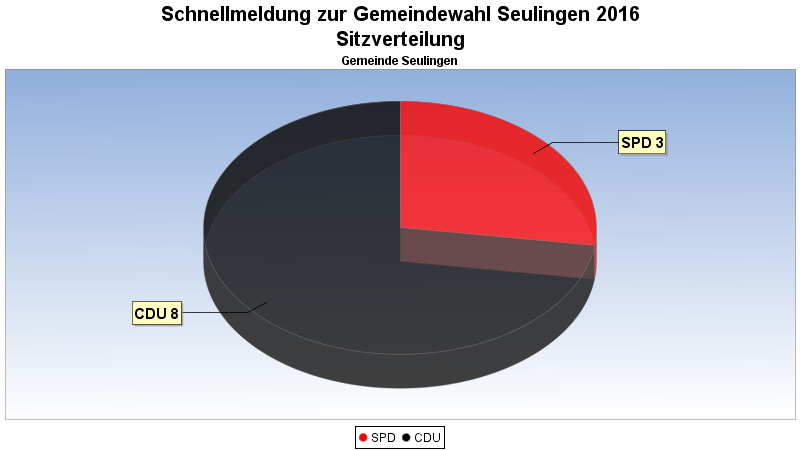 Schnellmeldung zur Gemeindewahl Seulingen 2016
Sitzverteilung
Gemeinde Seulingen
SPD 3
CDU 8
SPD CDU